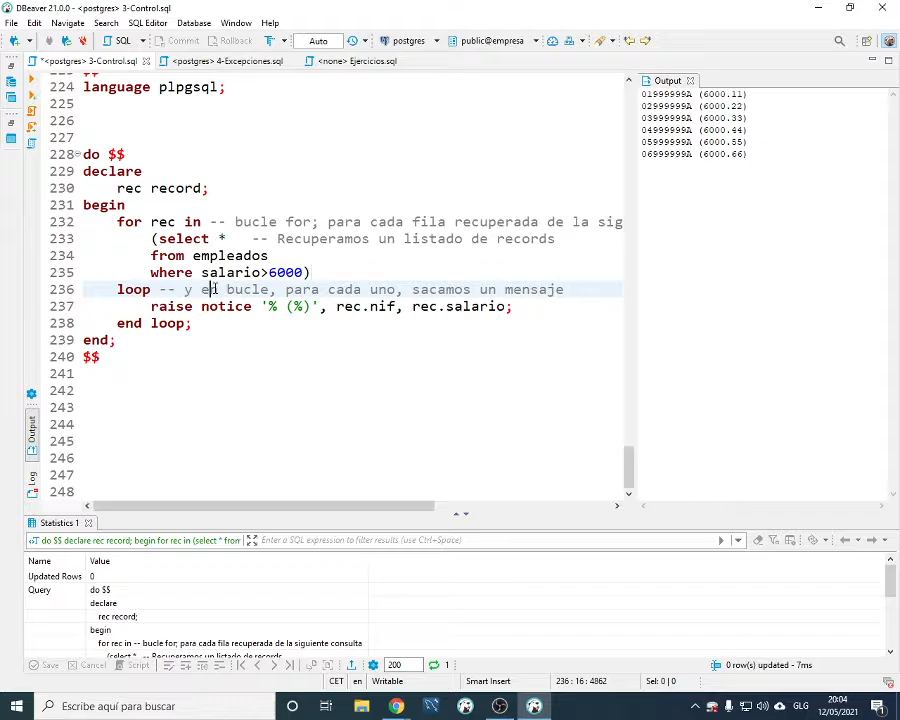 DBeaver 21.0.0 - <postgres> 3-Control.sql
File Edit Navigate Search SQL Editor Database Window Help
SQL Commit Rollback Auto postgres public@empresa
*<postgres> 3-Control.sql <postgres> 4-Excepciones.sql <none> Ejercicios.sql
224 language plpgsql;
225
226
227
228 do $$
229 declare
230 rec record;
231 begin
232 for rec in -- bucle for; para cada fila recuperada de la sig
233 (select * -- Recuperamos un listado de records
234 from empleados
235 where salario>6000)
236 loop -- y en bucle, para cada uno, sacamos un mensaje
237 raise notice '% (%)', rec.nif, rec.salario;
238 end loop;
239 end;
240 $$
241
242
243
244
245
246
247
248
Output
01999999A (6000.11)
02999999A (6000.22)
03999999A (6000.33)
04999999A (6000.44)
05999999A (6000.55)
06999999A (6000.66)
Output
Log
Statistics 1
do $$ declare rec record; begin for rec in (select * from Enter a SQL expression to filter results (use Ctrl+Space)
Name Value
Updated Rows 0
Query do $$
declare
rec record;
begin
for rec in -- bucle for; para cada fila recuperada de la siguiente consulta
(select * -- Recuperamos un listado de records
Save Cancel Script 200 1 0 row(s) updated - 7ms
CET en Writable Smart Insert 236 : 16 : 4862 Sel: 0 | 0
Escribe aquí para buscar
GLG
20:04
12/05/2021
1